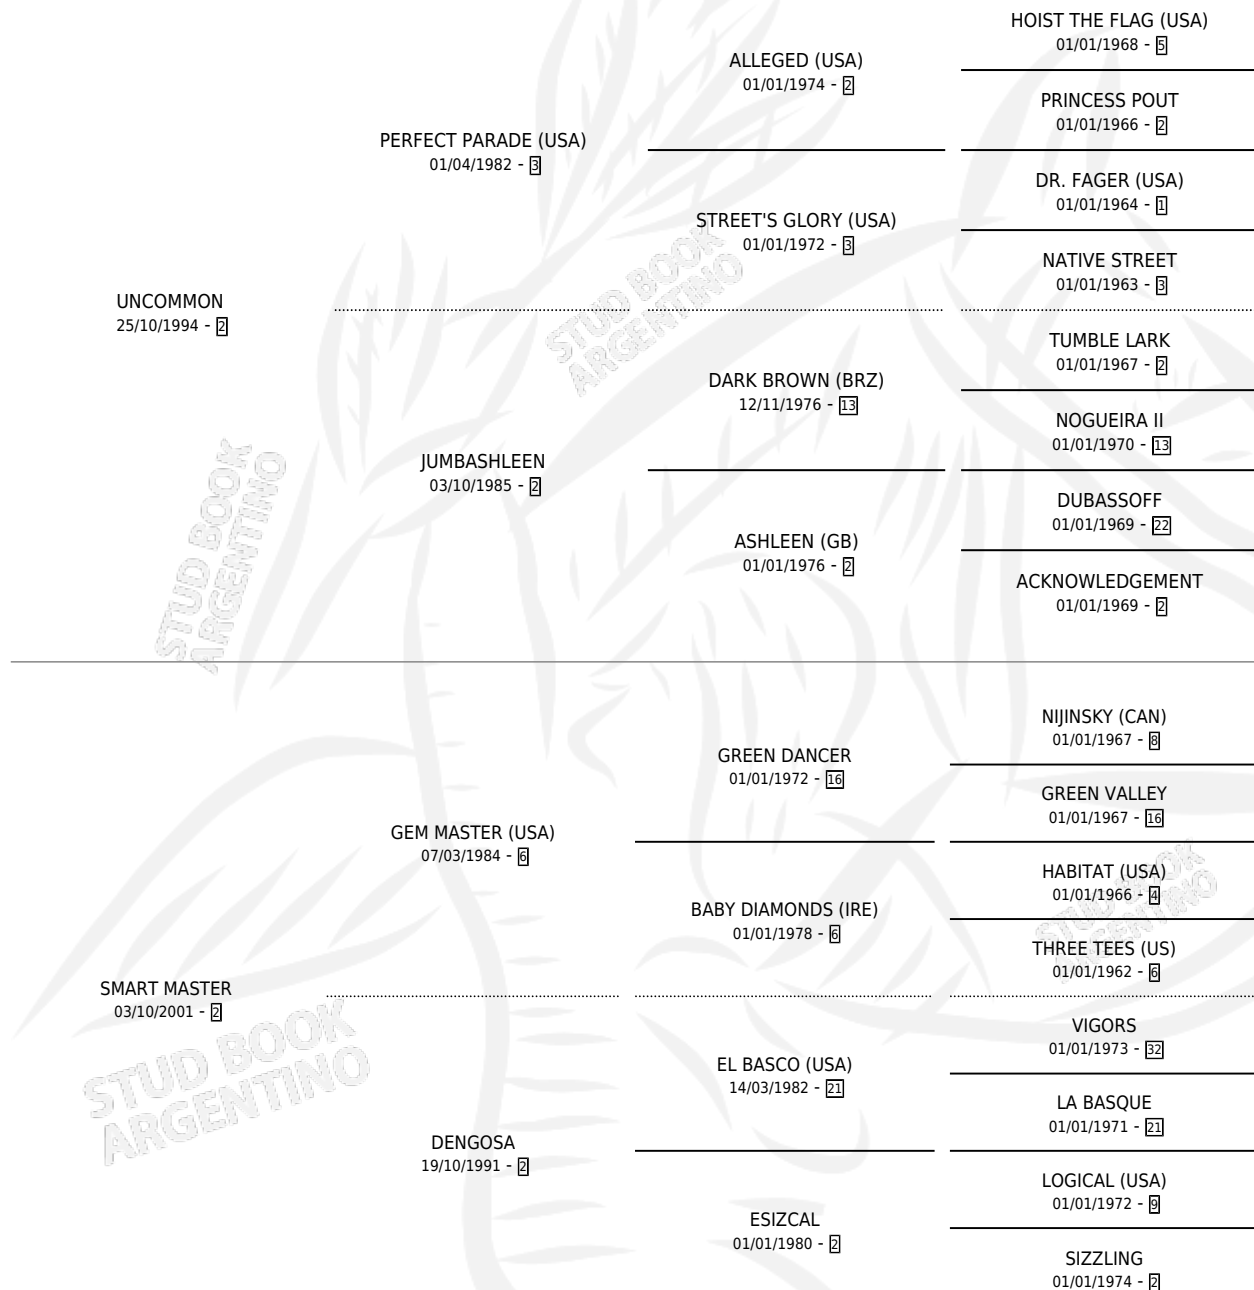 HOIST THE FLAG (USA)
01/01/1968 - 5
ALLEGED (USA)
01/01/1974 - 2
PRINCESS POUT
01/01/1966 - 2
PERFECT PARADE (USA)
01/04/1982 - 3
DR. FAGER (USA)
01/01/1964 - 1
STREET'S GLORY (USA)
01/01/1972 - 3
NATIVE STREET
01/01/1963 - 3
UNCOMMON
25/10/1994 - 2
TUMBLE LARK
01/01/1967 - 2
DARK BROWN (BRZ)
12/11/1976 - 13
NOGUEIRA II
01/01/1970 - 13
JUMBASHLEEN
03/10/1985 - 2
DUBASSOFF
01/01/1969 - 22
ASHLEEN (GB)
01/01/1976 - 2
ACKNOWLEDGEMENT
01/01/1969 - 2
NIJINSKY (CAN)
01/01/1967 - 8
GREEN DANCER
01/01/1972 - 16
GREEN VALLEY
01/01/1967 - 16
GEM MASTER (USA)
07/03/1984 - 6
HABITAT (USA)
01/01/1966 - 4
BABY DIAMONDS (IRE)
01/01/1978 - 6
THREE TEES (US)
01/01/1962 - 6
SMART MASTER
03/10/2001 - 2
VIGORS
01/01/1973 - 32
EL BASCO (USA)
14/03/1982 - 21
LA BASQUE
01/01/1971 - 21
DENGOSA
19/10/1991 - 2
LOGICAL (USA)
01/01/1972 - 9
ESIZCAL
01/01/1980 - 2
SIZZLING
01/01/1974 - 2
STUD BOOK
ARGENTINO
STUD BOOK
ARGENTINO
STUD BOOK
ARGENTINO
STUD BOOK
ARGENTINO